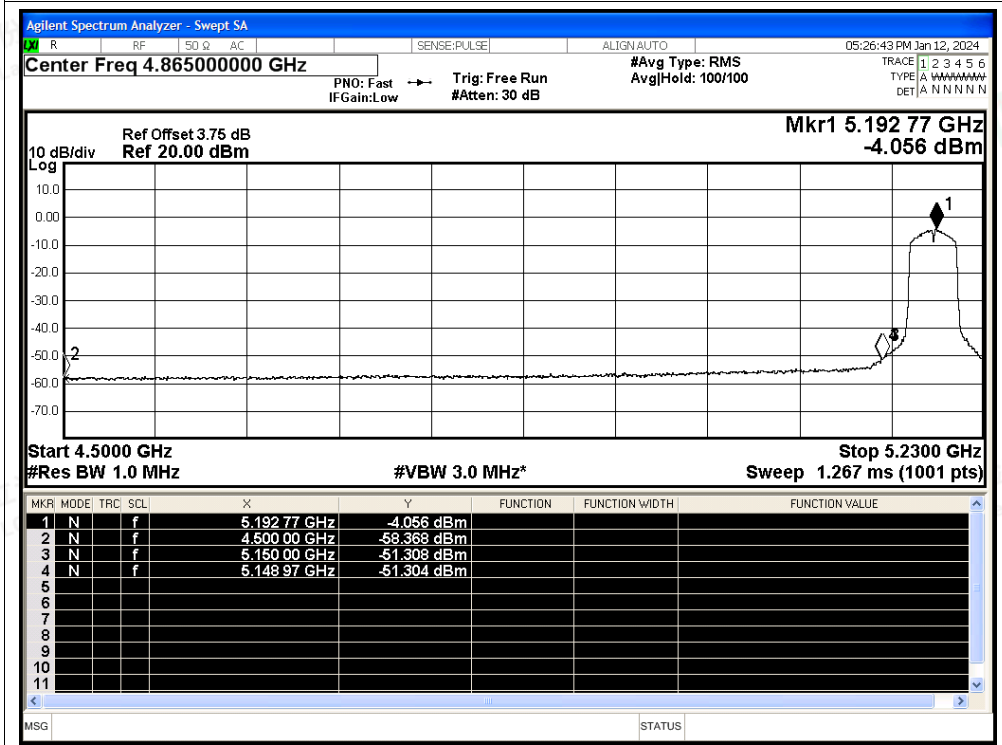 Agilent Spectrum Analyzer - Swept SA
LXI R RF 50 Ω AC SENSE:PULSE ALIGN AUTO 05:26:43 PM Jan 12, 2024
Center Freq 4.865000000 GHz
PNO: Fast
IFGain:Low
Trig: Free Run
#Atten: 30 dB
#Avg Type: RMS
Avg|Hold: 100/100
TRACE 1 2 3 4 5 6
TYPE A WWWWW
DET A N N N N N
Mkr1 5.192 77 GHz
-4.056 dBm
Ref Offset 3.75 dB
10 dB/div Ref 20.00 dBm
Log
10.0
0.00
-10.0
-20.0
-30.0
-40.0
-50.0
-60.0
-70.0
1
2
Start 4.5000 GHz Stop 5.2300 GHz
#Res BW 1.0 MHz #VBW 3.0 MHz* Sweep 1.267 ms (1001 pts)
MKR MODE TRC SCL X Y FUNCTION FUNCTION WIDTH FUNCTION VALUE
1 N f 5.192 77 GHz -4.056 dBm
2 N f 4.500 00 GHz -58.368 dBm
3 N f 5.150 00 GHz -51.308 dBm
4 N f 5.148 97 GHz -51.304 dBm
5
6
7
8
9
10
11
MSG STATUS